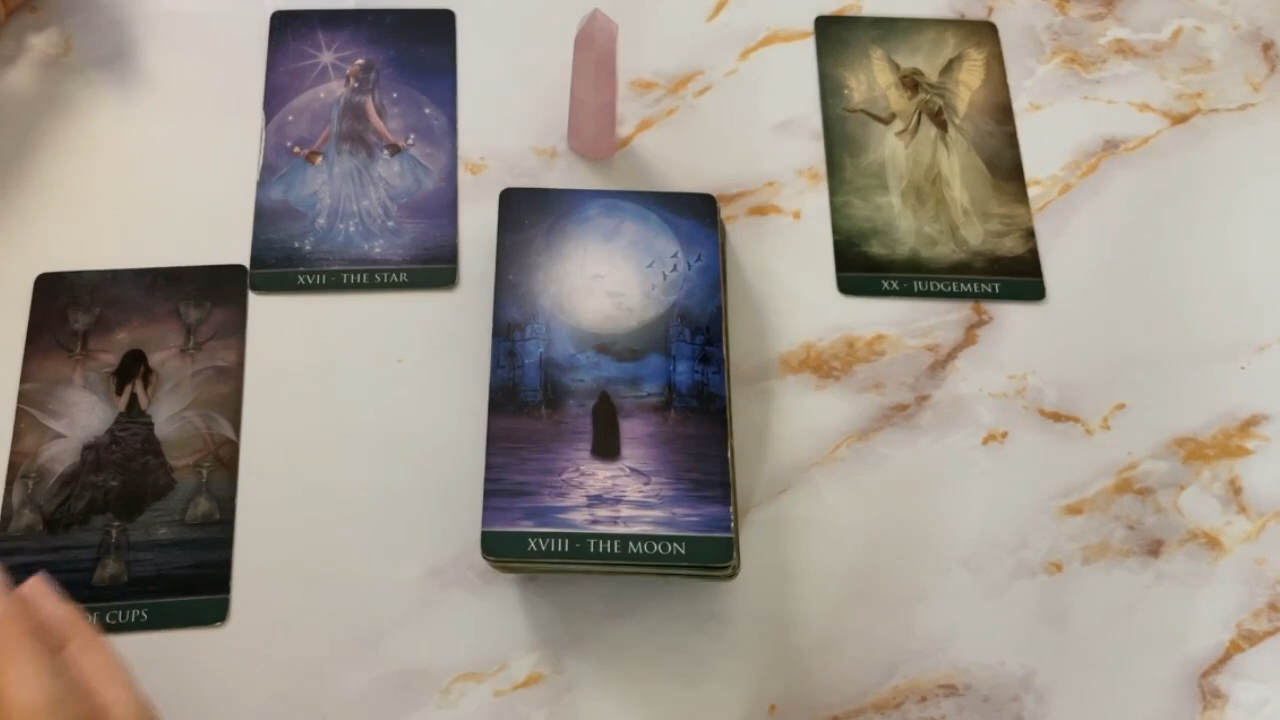 XVII - THE STAR
XX - JUDGEMENT
XVIII - THE MOON
OF CUPS